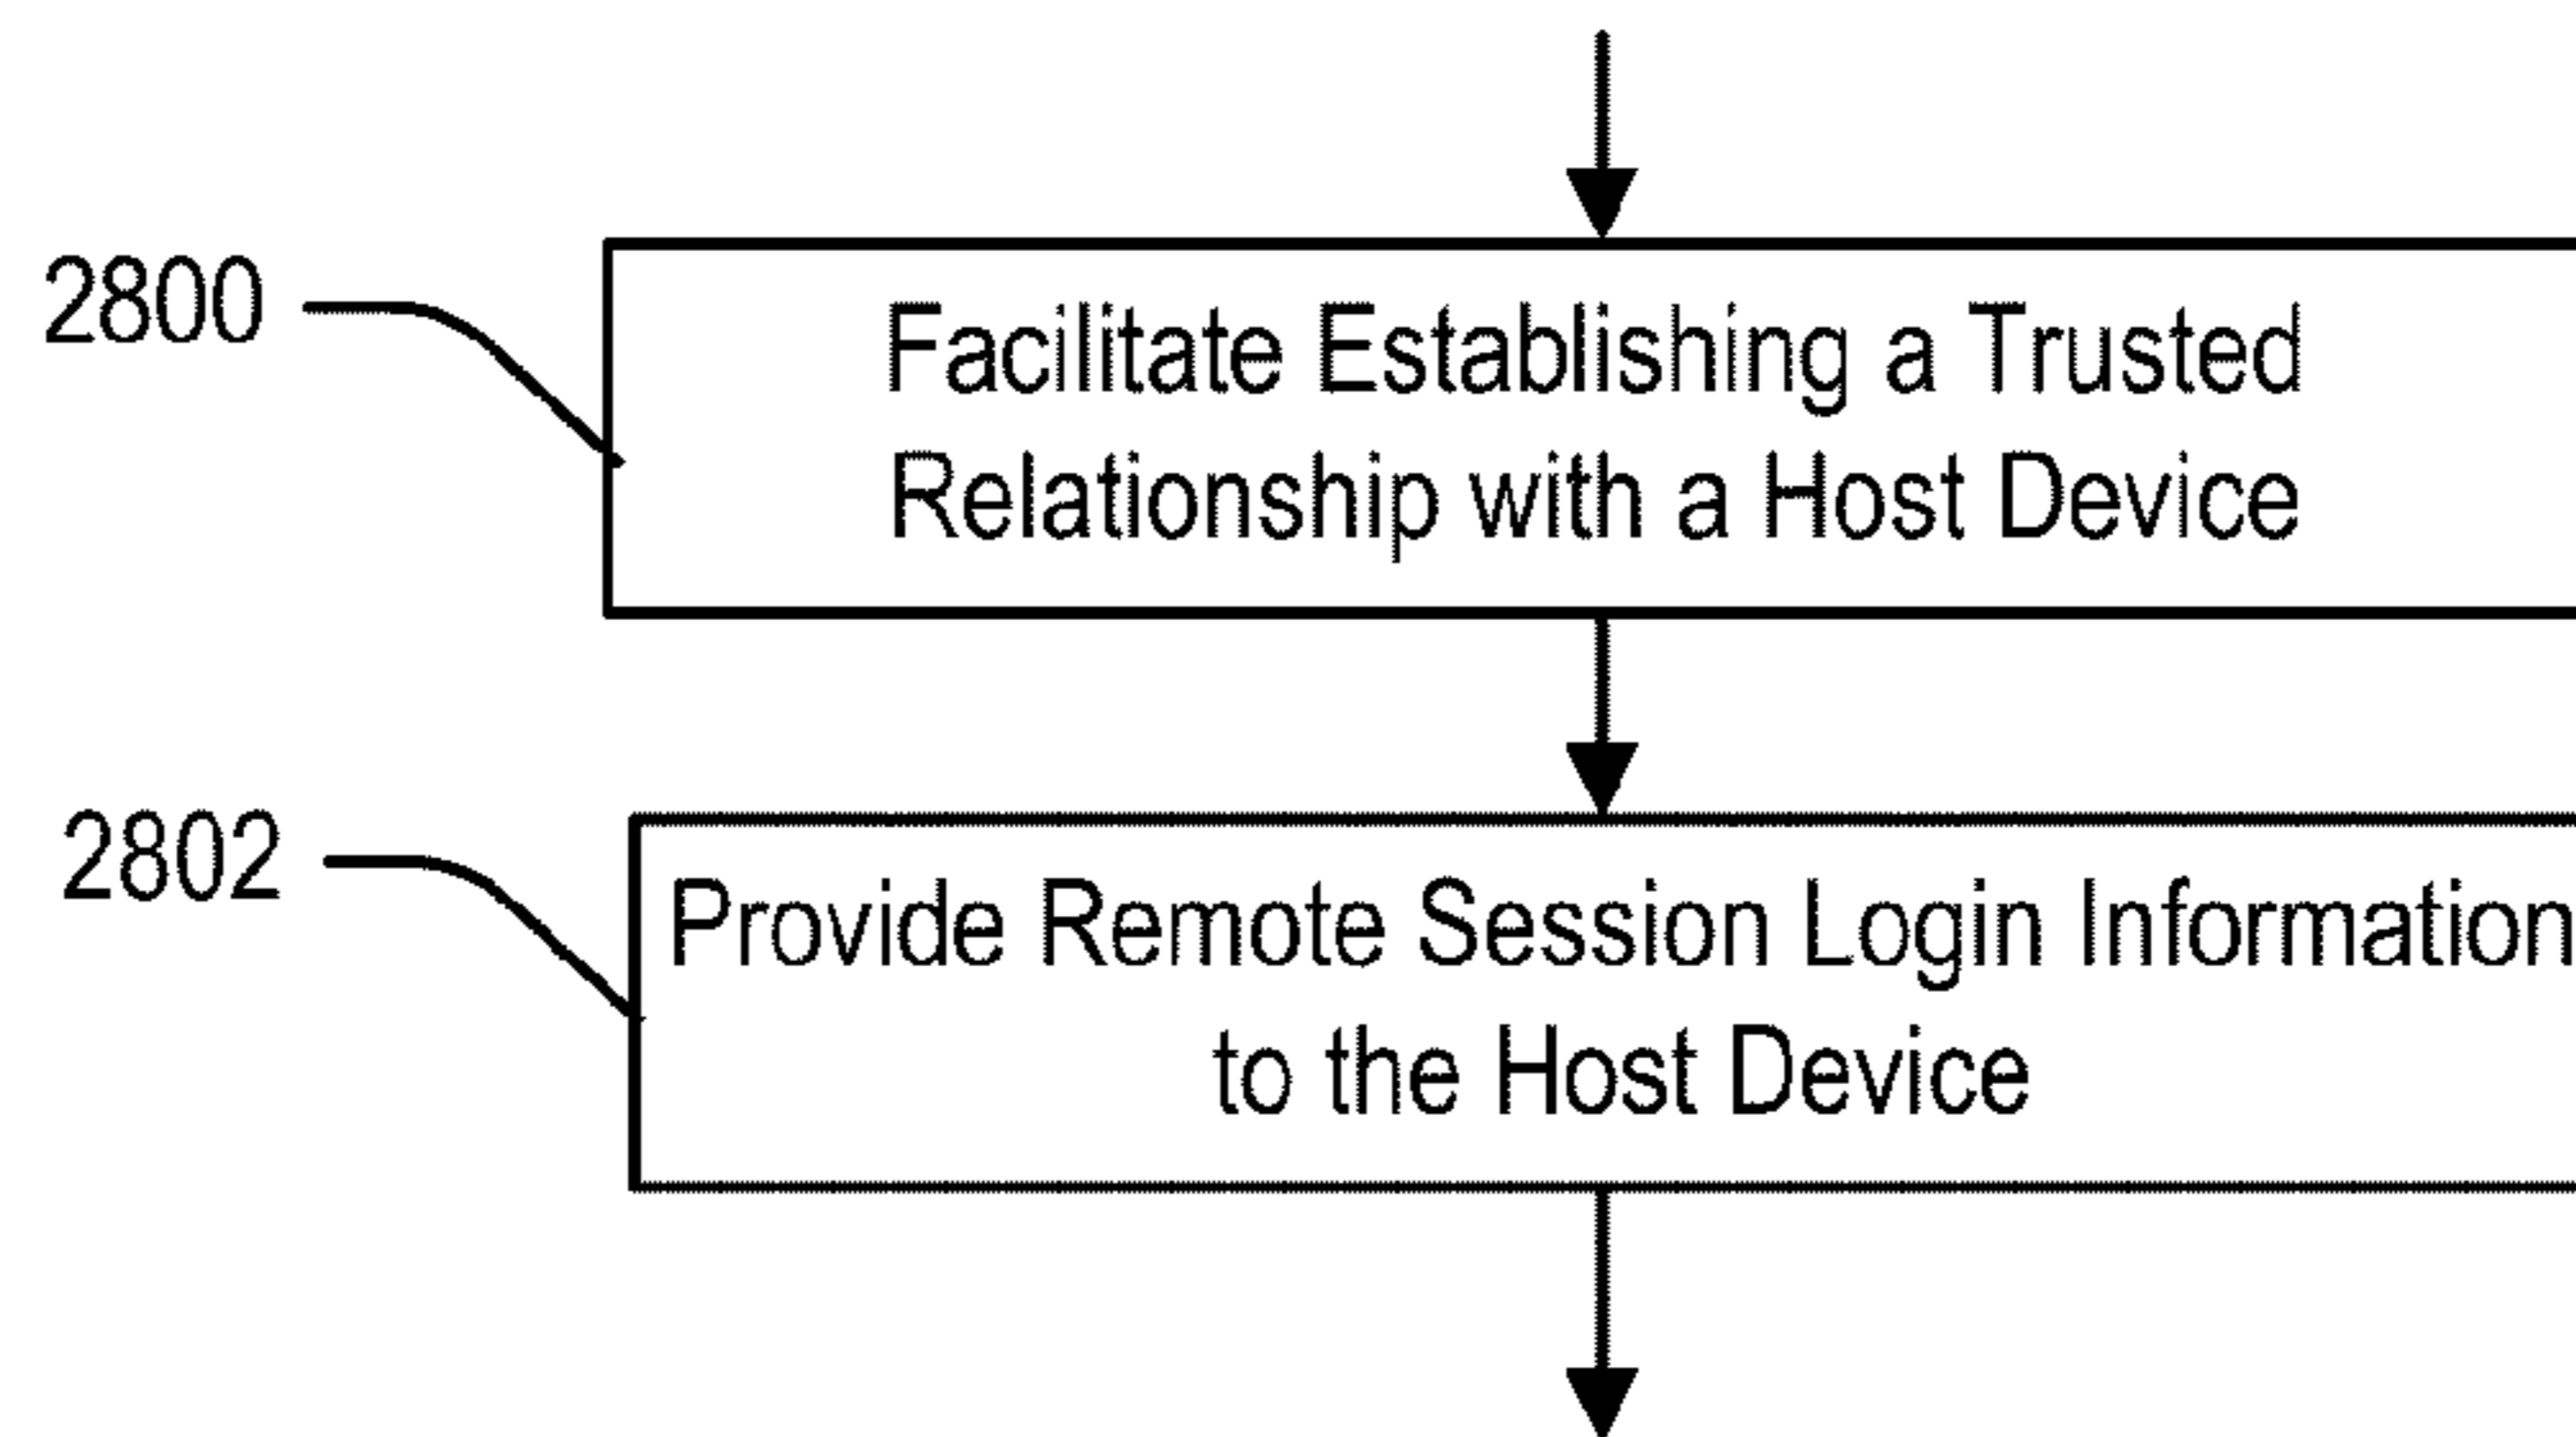 2800
Facilitate Establishing a Trusted
Relationship with a Host Device
2802
Provide Remote Session Login Information
to the Host Device